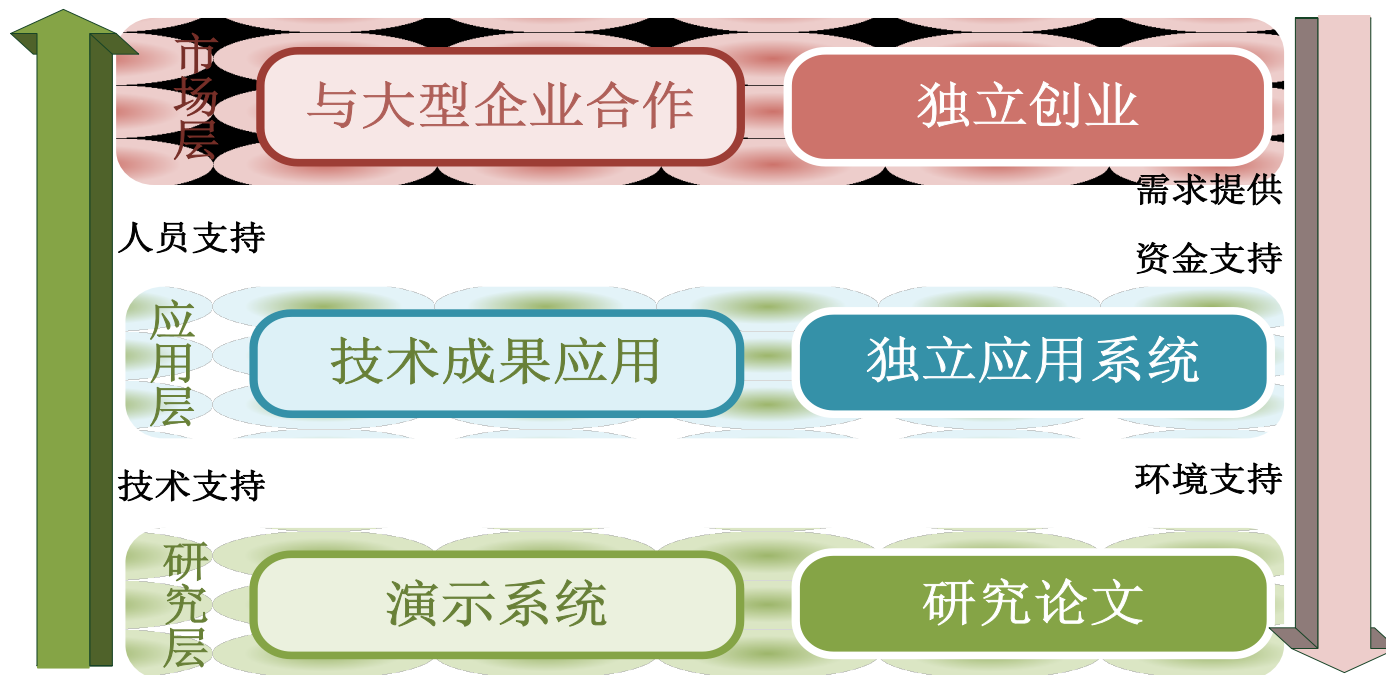 市场层
与大型企业合作
独立创业
需求提供
人员支持
资金支持
应用层
技术成果应用
独立应用系统
技术支持
环境支持
研究层
演示系统
研究论文